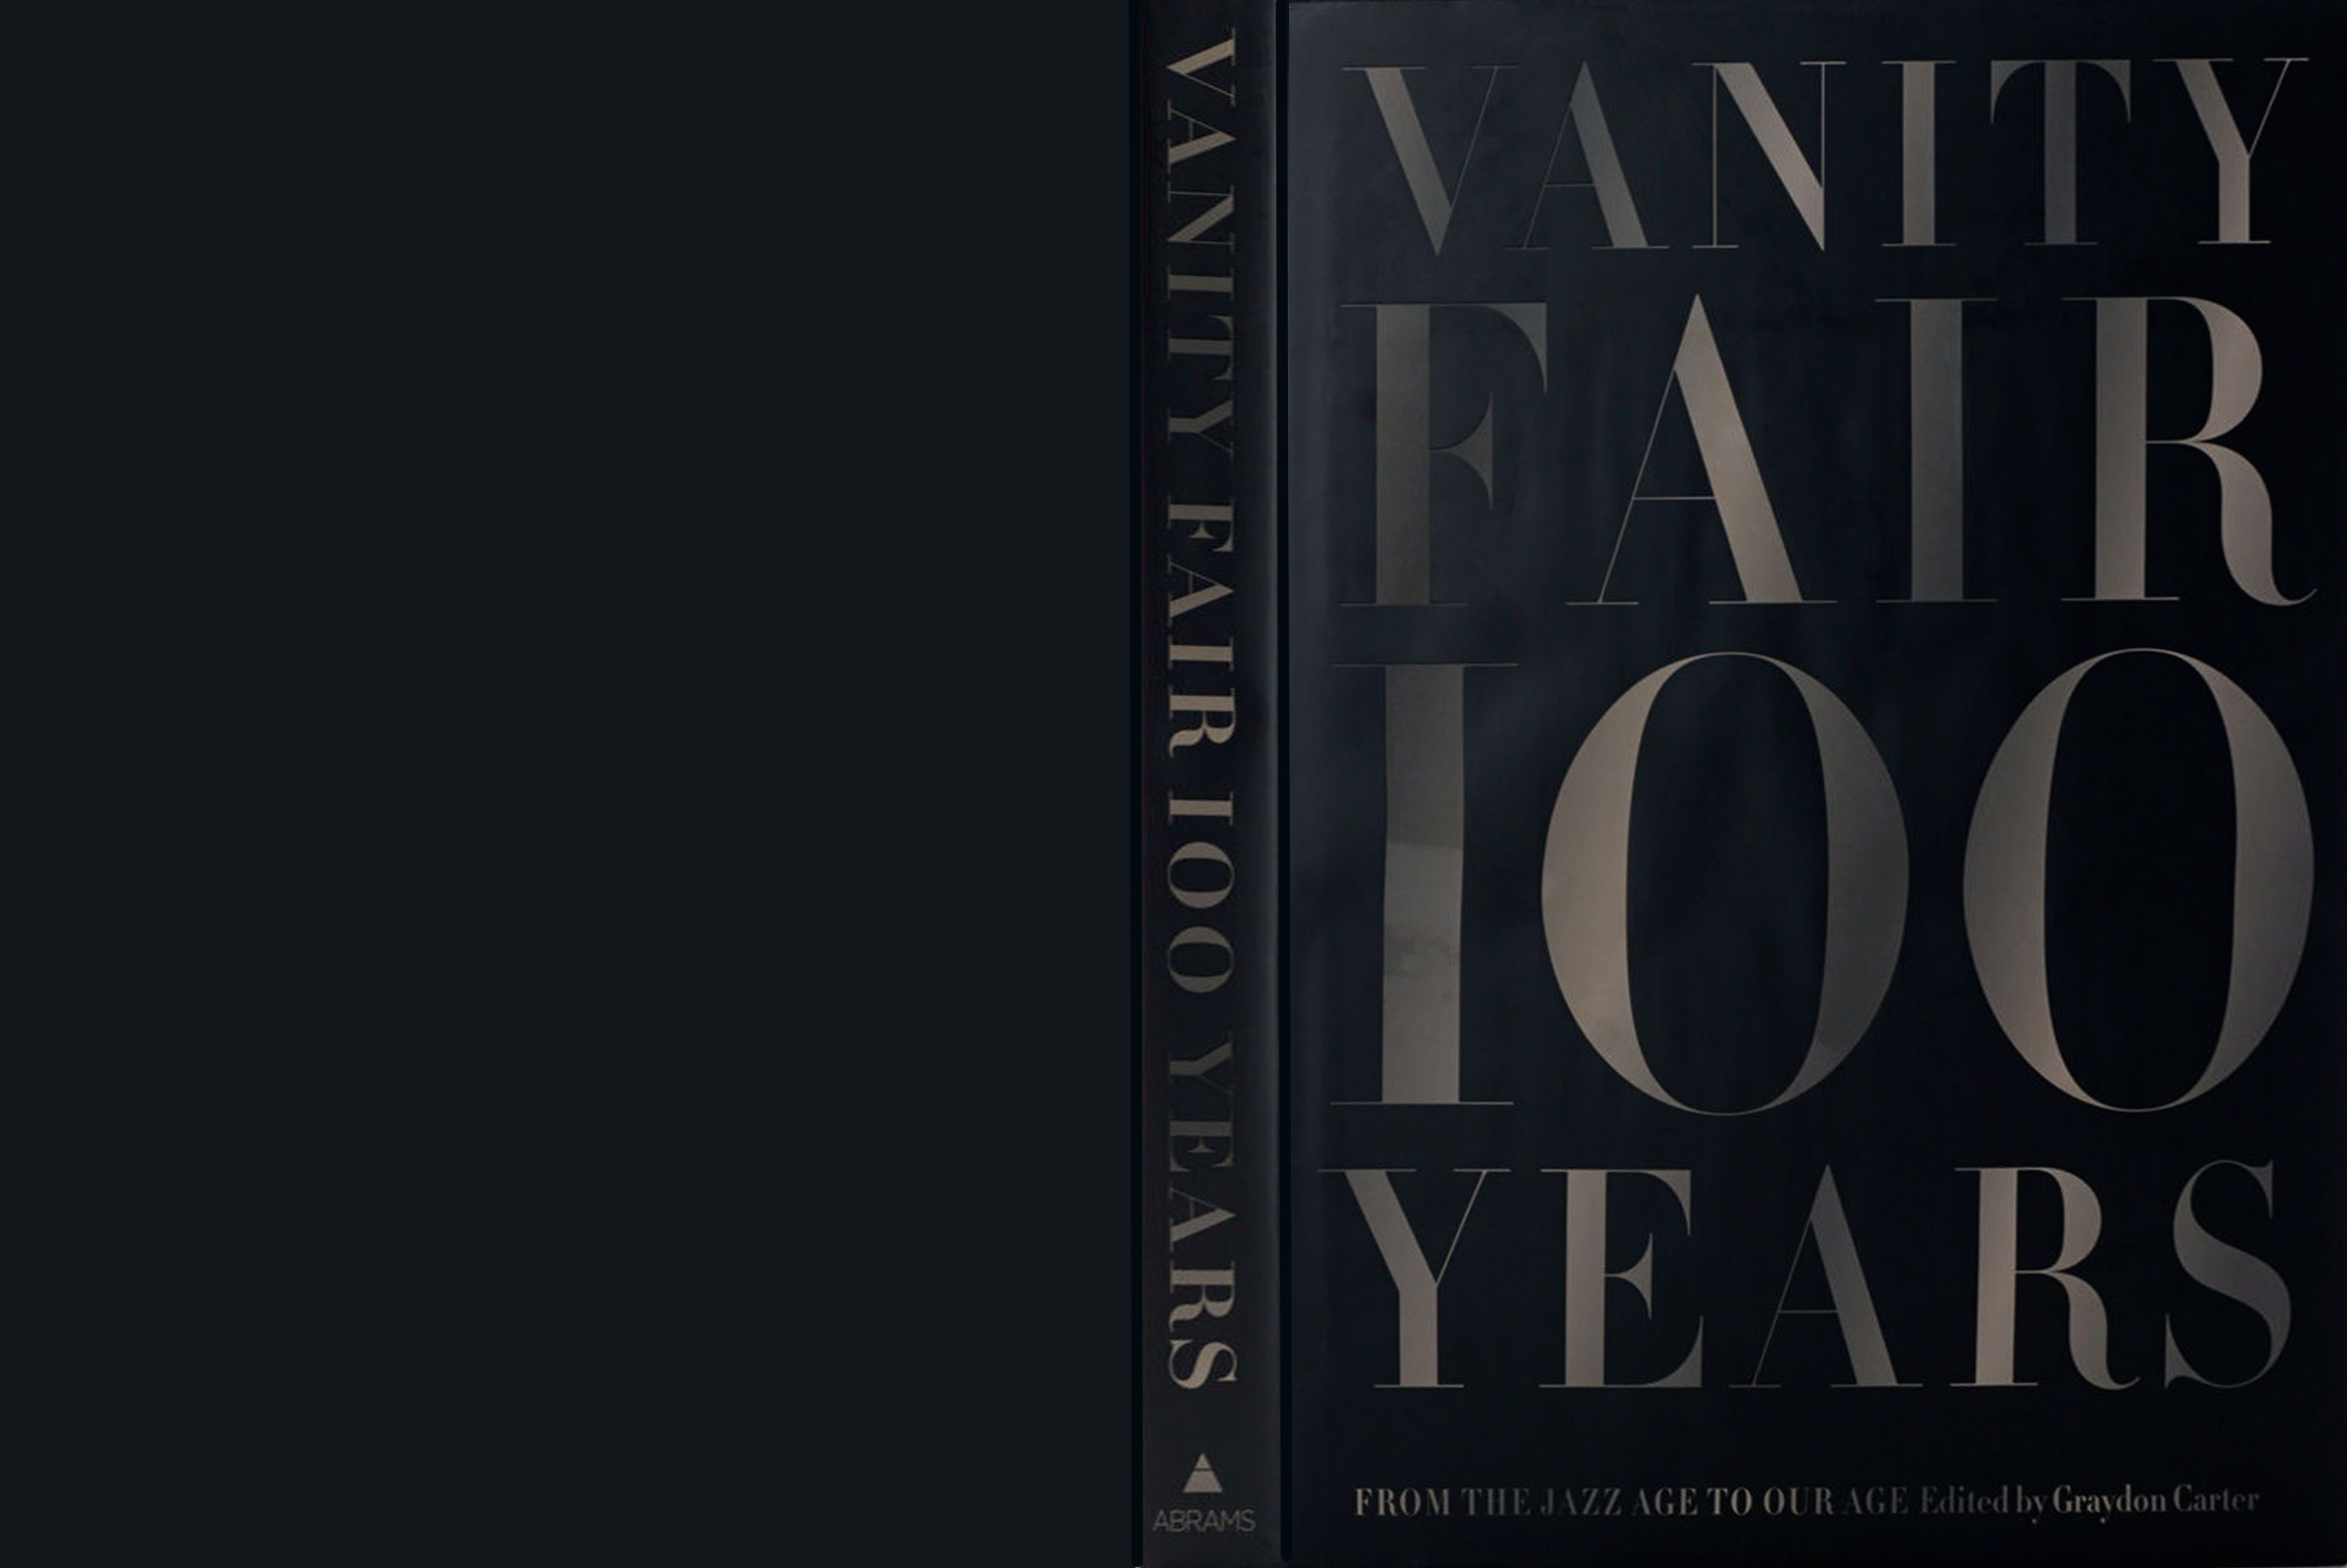 VANITY FAIR 100 YEARS
ABRAMS
VANITY
FAIR
100
YEARS
FROM THE JAZZ AGE TO OUR AGE Edited by Graydon Carter